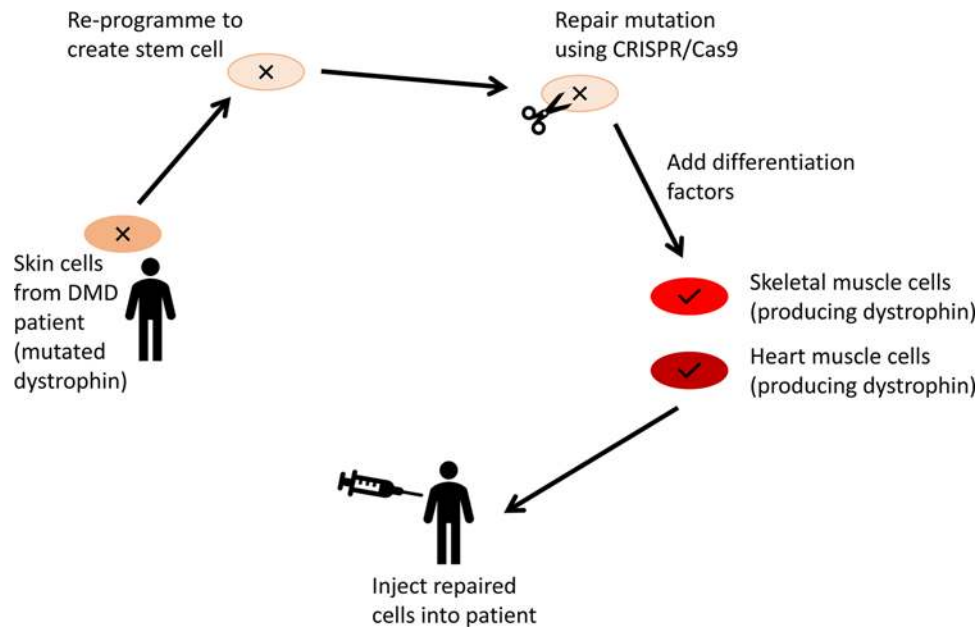 Re-programme to
create stem cell
Repair mutation
using CRISPR/Cas9
Add differentiation
factors
Skin cells
from DMD
patient
(mutated
dystrophin)
Skeletal muscle cells
(producing dystrophin)
Heart muscle cells
(producing dystrophin)
Inject repaired
cells into patient